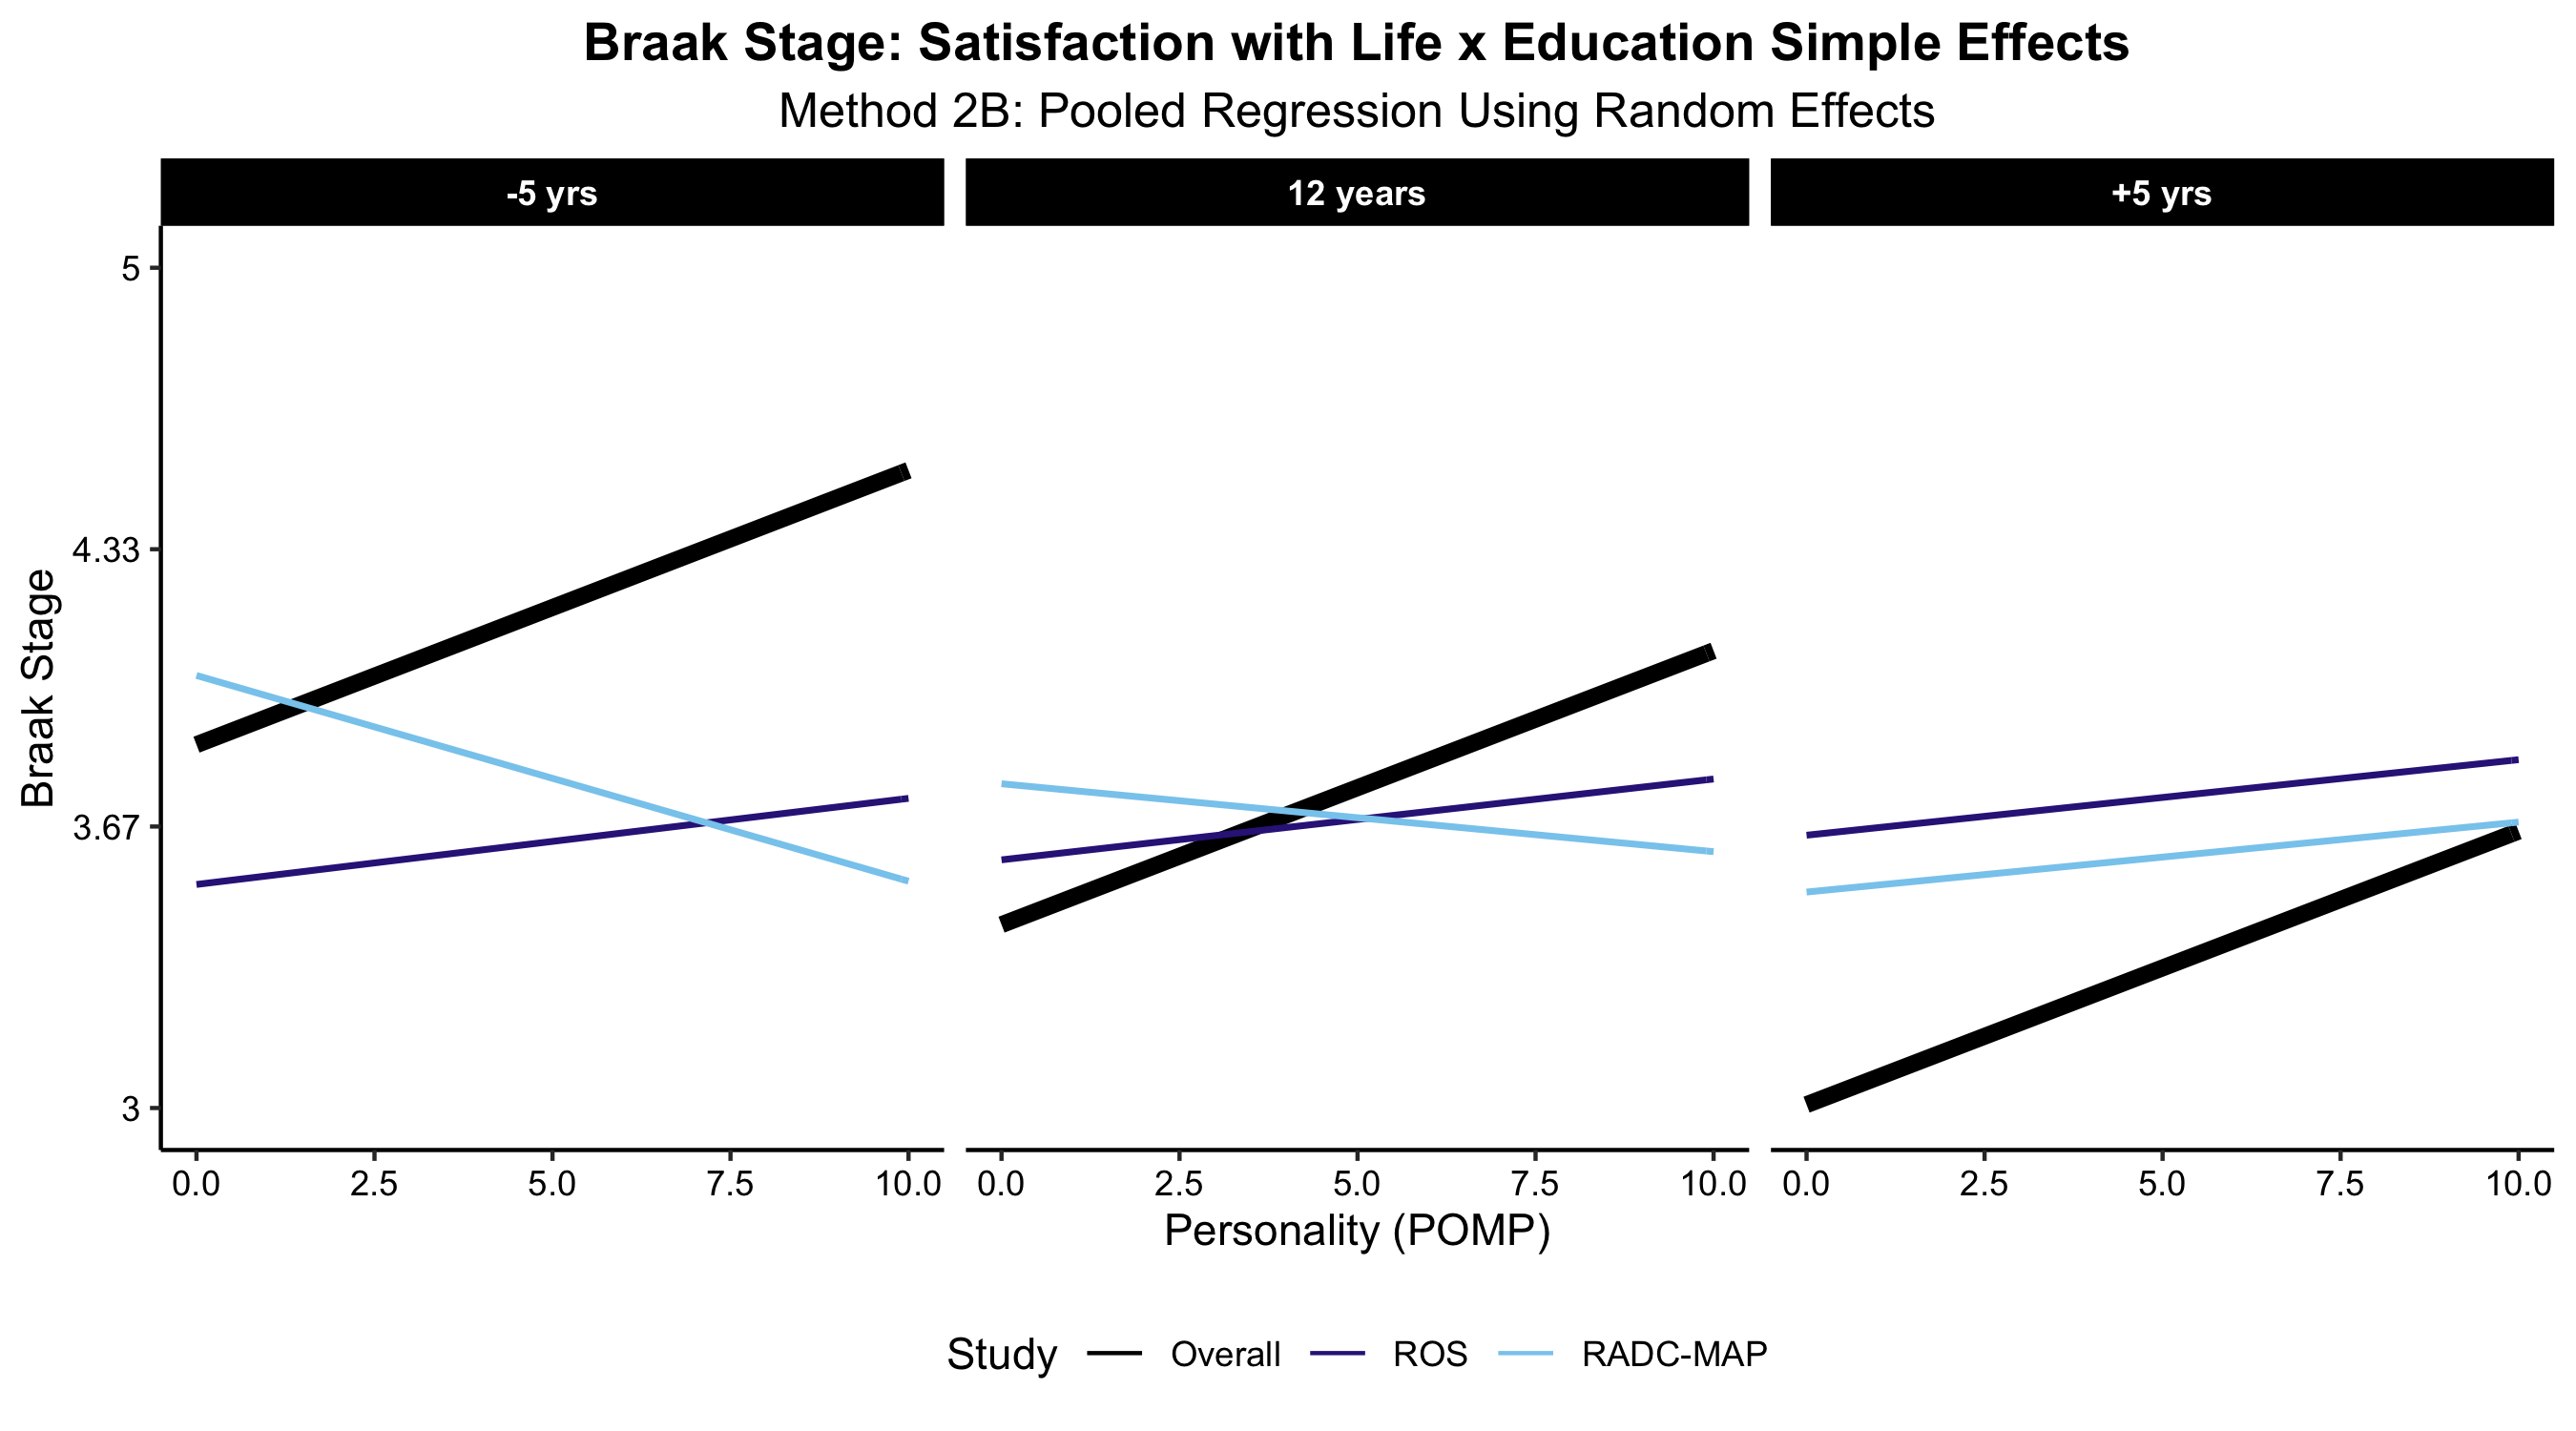 Braak Stage: Satisfaction with Life x Education Simple Effects
Method 2B: Pooled Regression Using Random Effects
-5 yrs 12 years +5 yrs
Braak Stage
5
4.33
3.67
3
0.0 2.5 5.0 7.5 10.0 0.0 2.5 5.0 7.5 10.0 0.0 2.5 5.0 7.5 10.0
Personality (POMP)
Study Overall ROS RADC-MAP